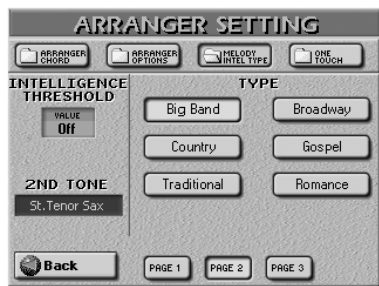 ARRANGER SETTING
ARRANGER CHORD
ARRANGER OPTIONS
MELODY INTEL TYPE
ONE TOUCH
INTELLIGENCE
THRESHOLD
VALUE
Off
2ND TONE
St.Tenor Sax
TYPE
Big Band Broadway
Country Gospel
Traditional Romance
Back PAGE 1 PAGE 2 PAGE 3